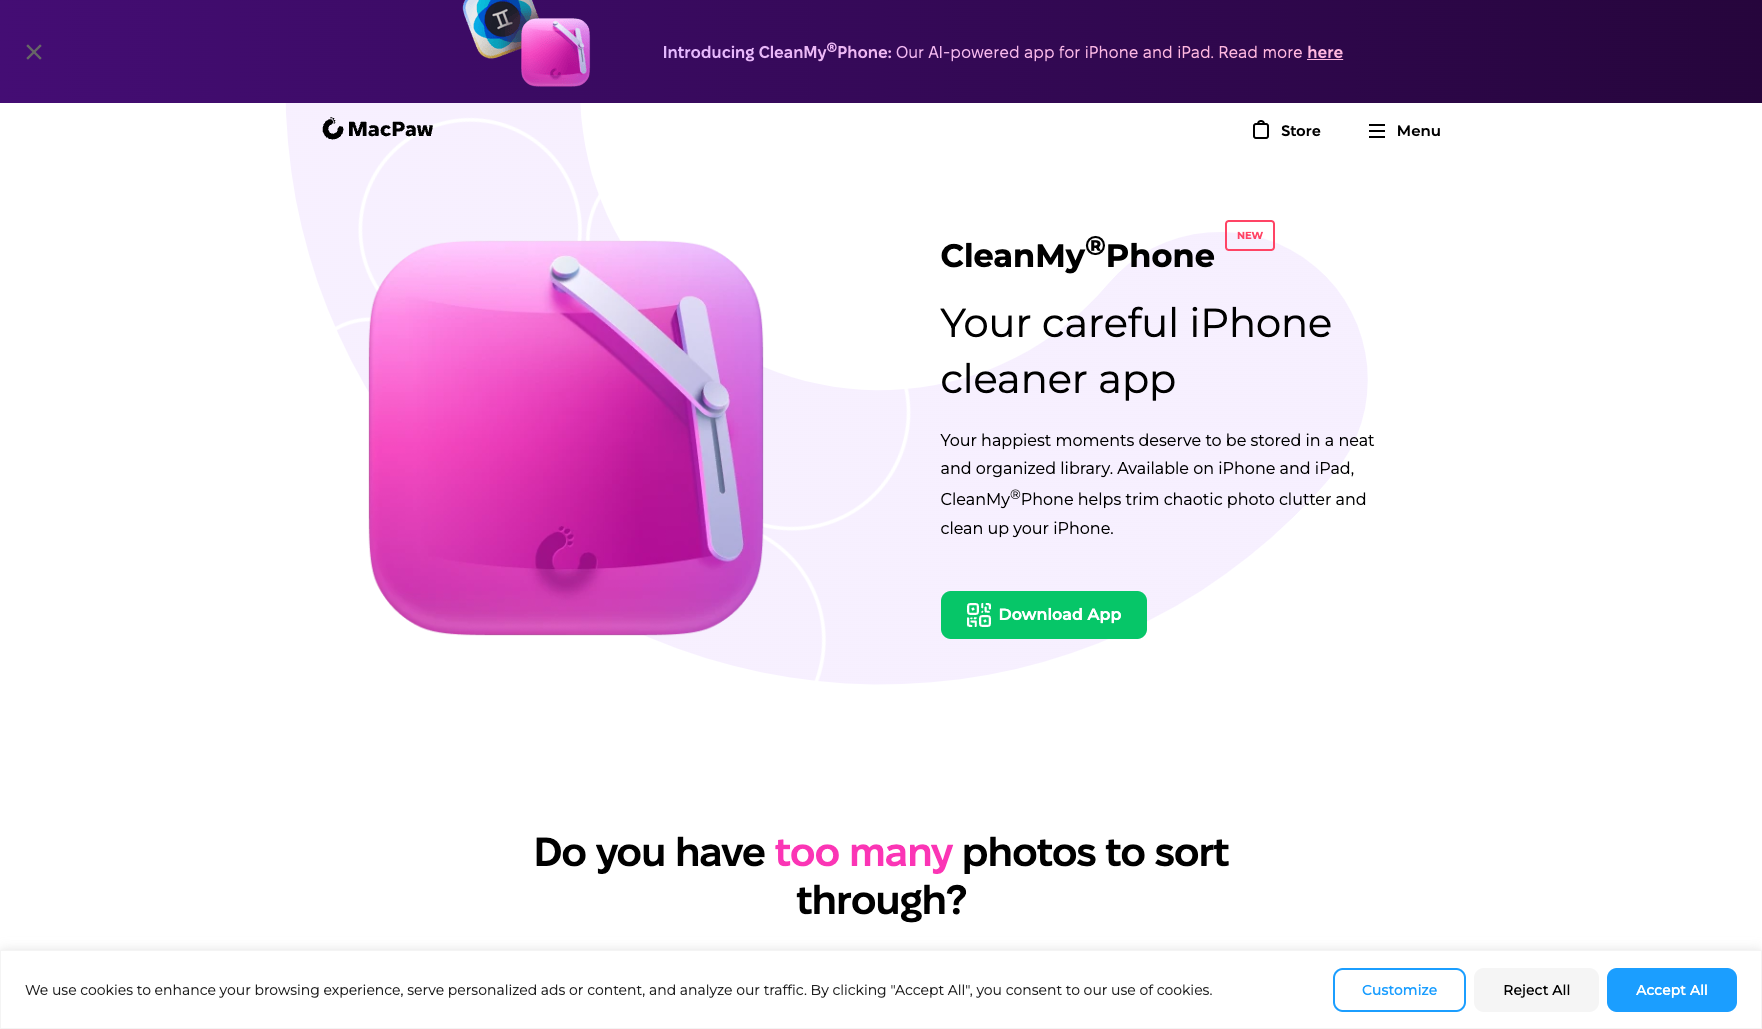 Introducing CleanMy®Phone: Our AI-powered app for iPhone and iPad. Read more here
MacPaw
Store
Menu
CleanMy®Phone
NEW
Your careful iPhone
cleaner app
Your happiest moments deserve to be stored in a neat
and organized library. Available on iPhone and iPad,
CleanMy®Phone helps trim chaotic photo clutter and
clean up your iPhone.
Download App
Do you have too many photos to sort
through?
We use cookies to enhance your browsing experience, serve personalized ads or content, and analyze our traffic. By clicking "Accept All", you consent to our use of cookies.
Customize
Reject All
Accept All